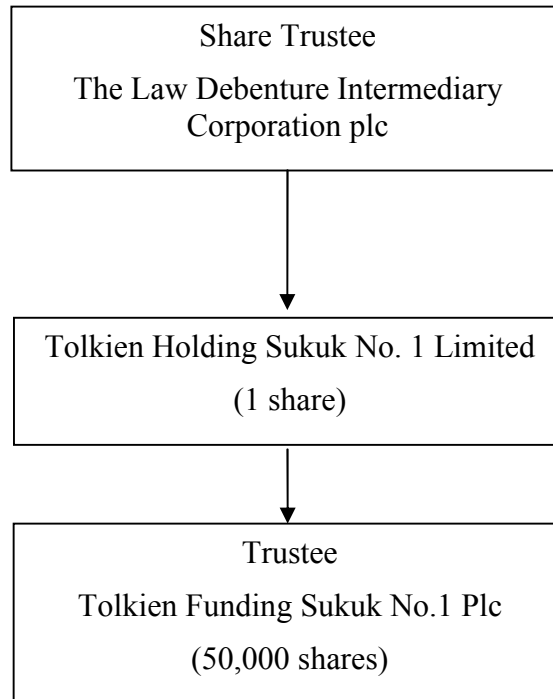 Share Trustee
The Law Debenture Intermediary
Corporation plc
Tolkien Holding Sukuk No. 1 Limited
(1 share)
Trustee
Tolkien Funding Sukuk No.1 Plc
(50,000 shares)